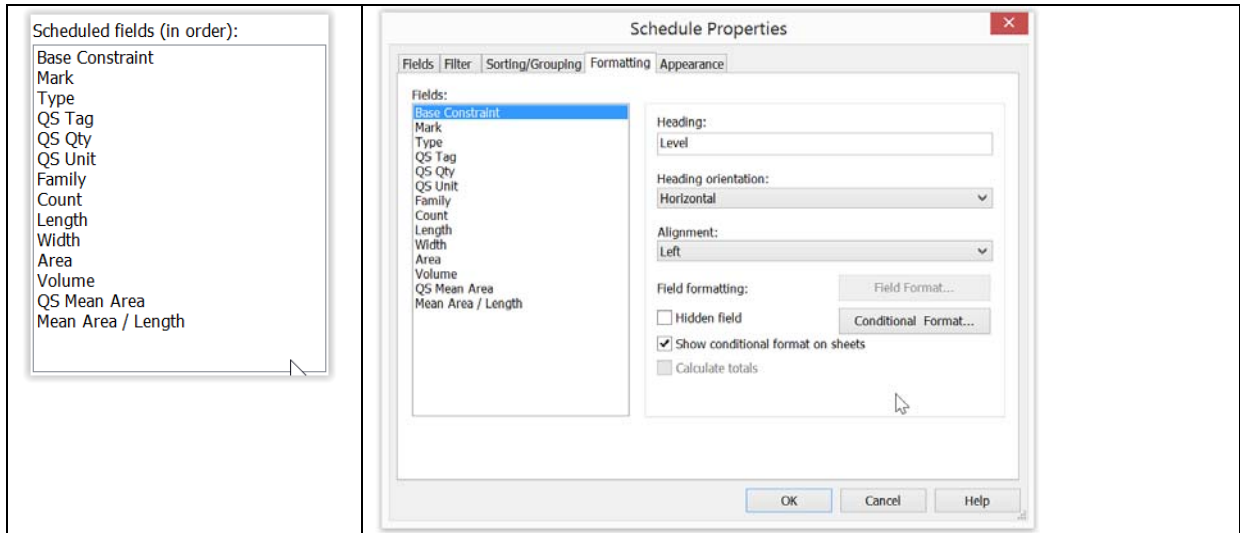 Scheduled fields (in order):
Base Constraint
Mark
Type
QS Tag
QS Qty
QS Unit
Family
Count
Length
Width
Area
Volume
QS Mean Area
Mean Area / Length
Schedule Properties
Fields Filter Sorting/Grouping Formatting Appearance
Fields:
Base Constraint
Mark
Type
QS Tag
QS Qty
QS Unit
Family
Count
Length
Width
Area
Volume
QS Mean Area
Mean Area / Length
Heading:
Level
Heading orientation:
Horizontal
Alignment:
Left
Field formatting: Field Format...
Hidden field Conditional Format...
Show conditional format on sheets
Calculate totals
OK Cancel Help